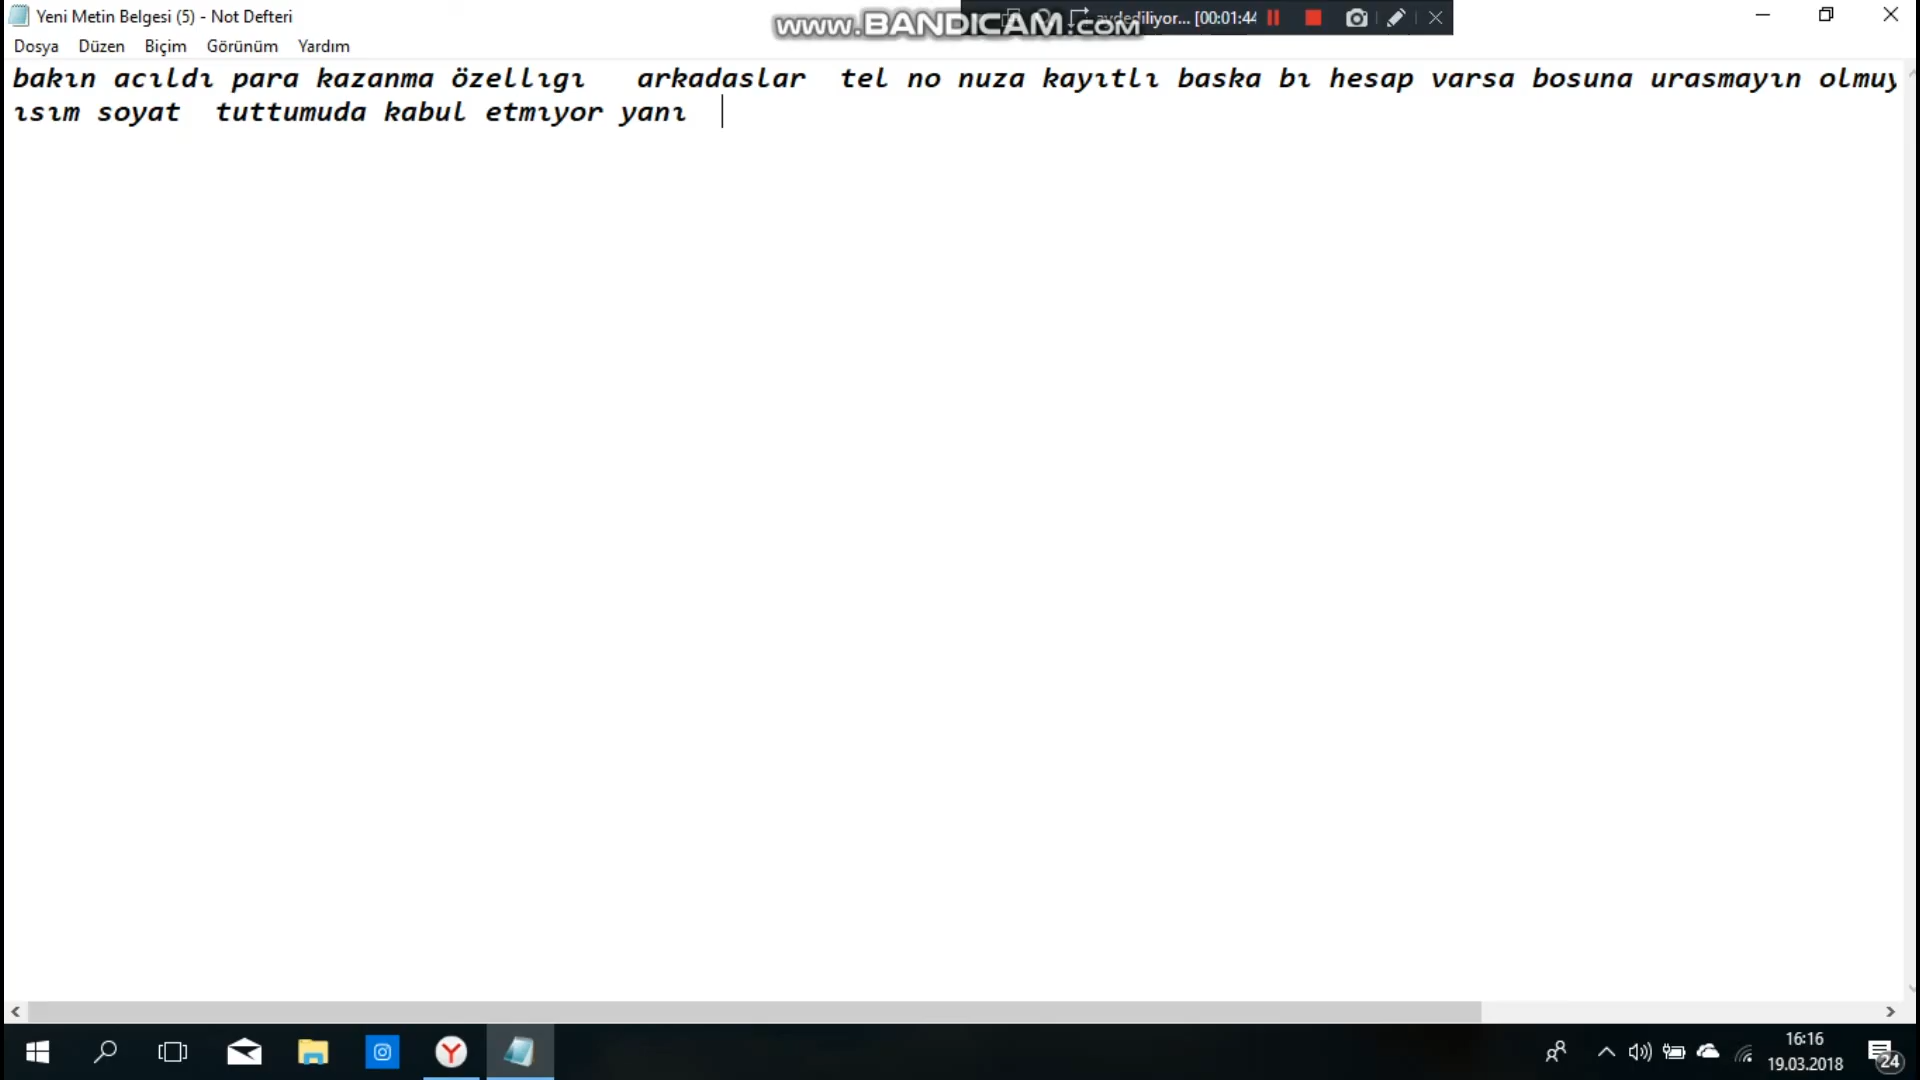 Yeni Metin Belgesi (5) - Not Defteri
www.BANDICAM.com
[00:01:44
Dosya Düzen Biçim Görünüm Yardım
bakın acıldı para kazanma özellıgı arkadaslar tel no nuza kayıtlı baska bı hesap varsa bosuna urasmayın
ısım soyat tuttumuda kabul etmıyor yanı
16:16
19.03.2018
24